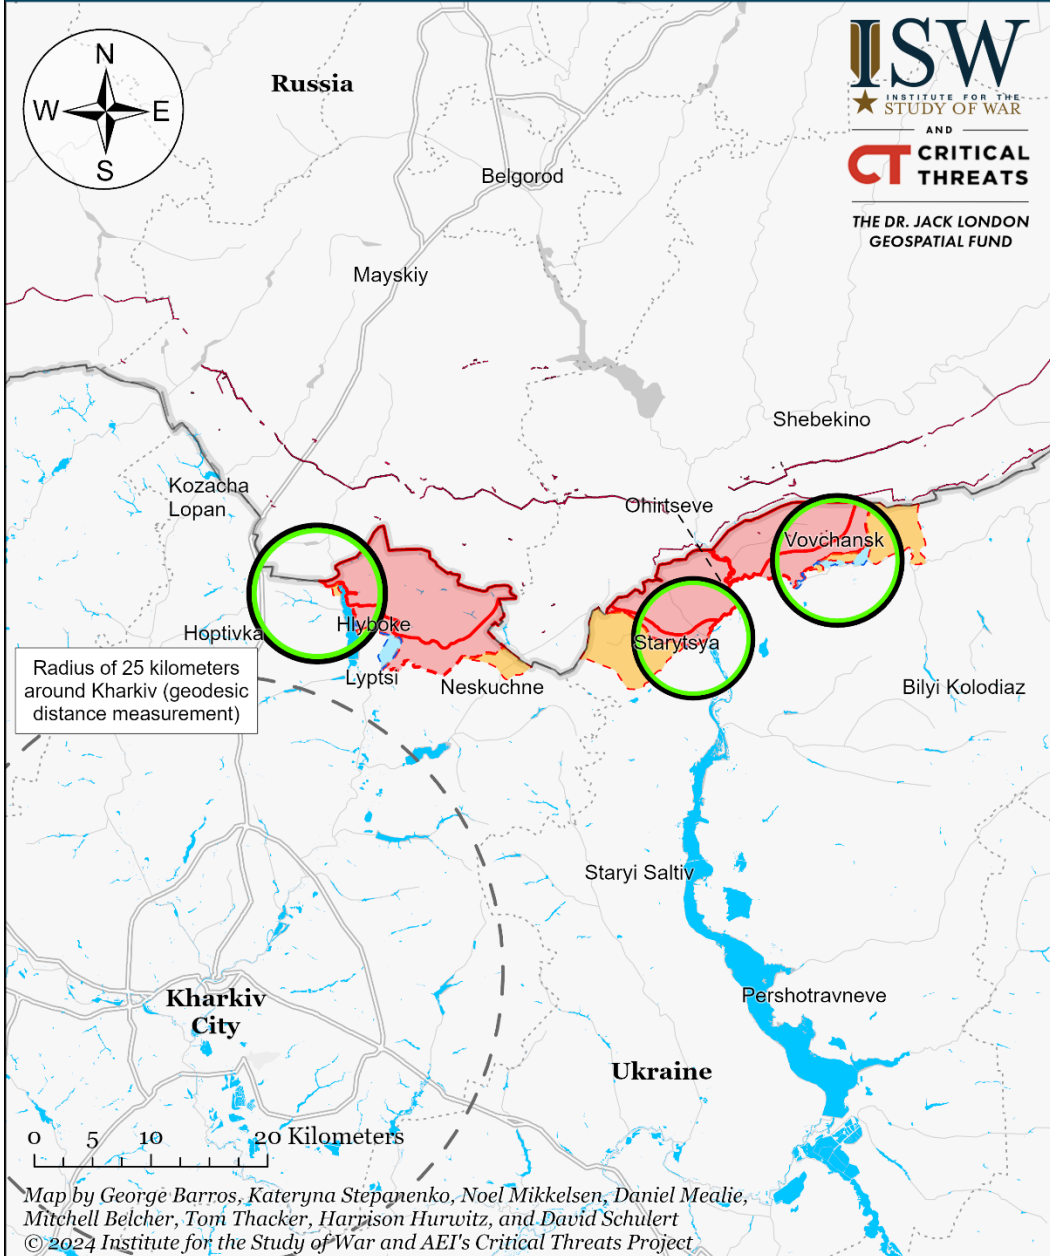 N
W
E
S
Russia
ISW
INSTITUTE FOR THE
STUDY OF WAR
AND
CT CRITICAL
THREATS
THE DR. JACK LONDON
GEOSPATIAL FUND
Belgorod
Mayskiy
Shebekino
Kozacha
Lopan
Ohirtseve
Vovchansk
Hoptivka
Hlyboke
Starytsya
Radius of 25 kilometers
around Kharkiv (geodesic
distance measurement)
Lyptsi
Neskuchne
Bilyi Kolodiaz
Staryi Saltiv
Pershotravneve
Kharkiv
City
Ukraine
0 5 10 20 Kilometers
Map by George Barros, Kateryna Stepanenko, Noel Mikkelsen, Daniel Mealie,
Mitchell Belcher, Tom Thacker, Harrison Hurwitz, and David Schulert
© 2024 Institute for the Study of War and AEI's Critical Threats Project